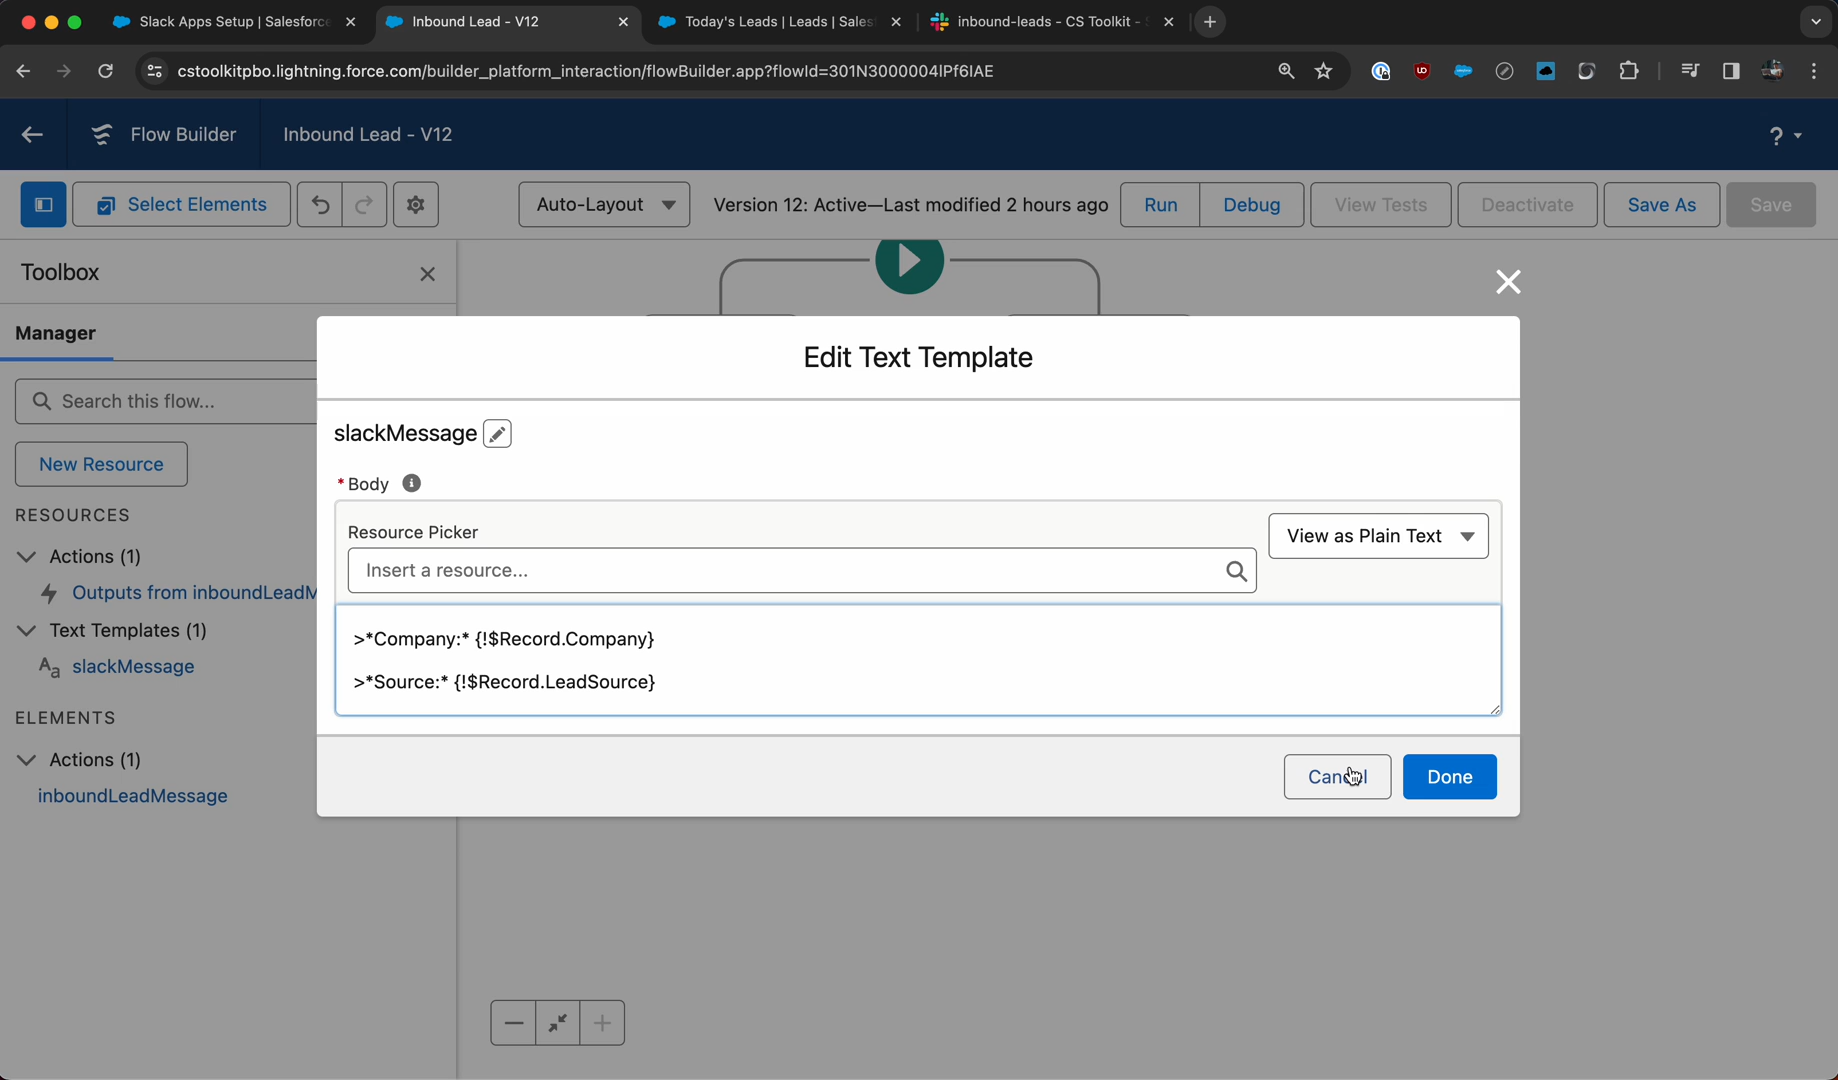 Slack Apps Setup | Salesforce
Inbound Lead - V12
Today's Leads | Leads | Sales
inbound-leads - CS Toolkit -
cstoolkitpbo.lightning.force.com/builder_platform_interaction/flowBuilder.app?flowId=301N3000004IPf6IAE
Flow Builder
Inbound Lead - V12
?
Select Elements
Auto-Layout
Version 12: Active—Last modified 2 hours ago
Run
Debug
View Tests
Deactivate
Save As
Save
Toolbox
Manager
Search this flow...
New Resource
RESOURCES
Actions (1)
Outputs from inboundLeadM
Text Templates (1)
Aa slackMessage
ELEMENTS
Actions (1)
inboundLeadMessage
Edit Text Template
slackMessage
* Body
Resource Picker
Insert a resource...
View as Plain Text
>*Company:* {!$Record.Company}
>*Source:* {!$Record.LeadSource}
Cancel
Done